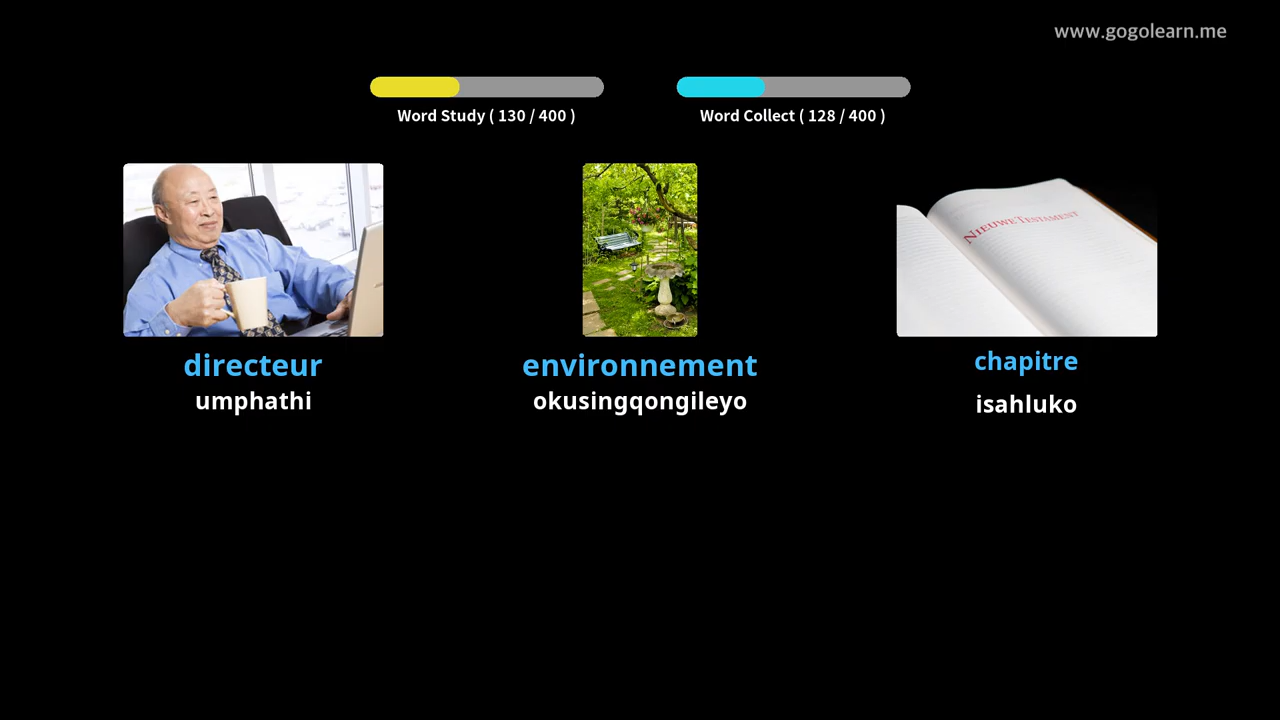 www.gogolearn.me
Word Study ( 130 / 400 )
Word Collect ( 128 / 400 )
NIEUWE TESTAMENT
directeur
umphathi
environnement
okusingqongileyo
chapitre
isahluko